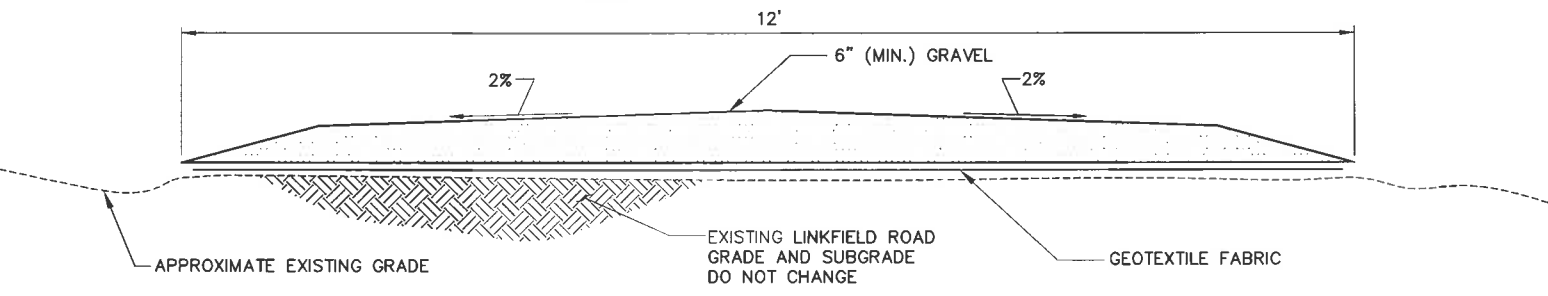 12'
6" (MIN.) GRAVEL
2%
2%
APPROXIMATE EXISTING GRADE
EXISTING LINKFIELD ROAD
GRADE AND SUBGRADE
DO NOT CHANGE
GEOTEXTILE FABRIC